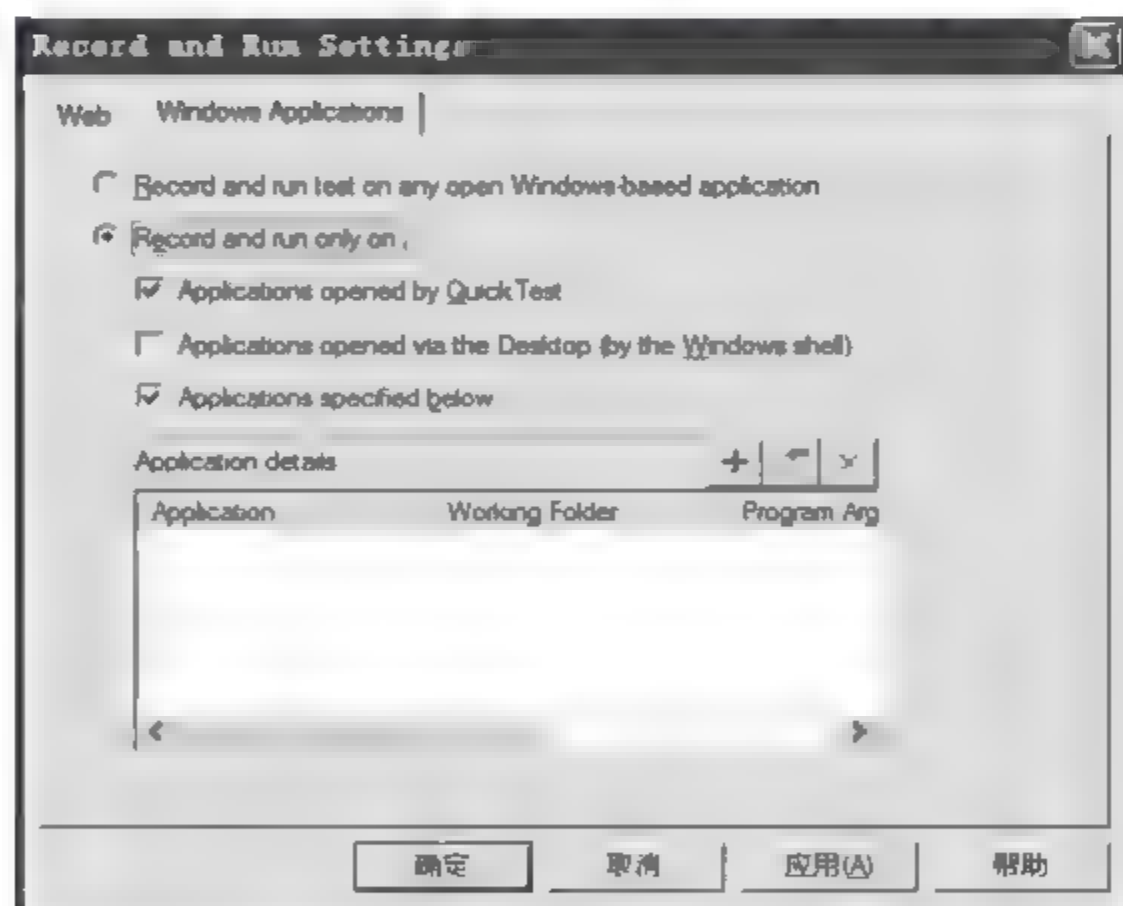 Record and Run Settings
Web Windows Applications
Record and run test on any open Windows-based application
Record and run only on :
Applications opened by QuickTest
Applications opened via the Desktop (by the Windows shell)
Applications specified below
Application details
Application Working Folder Program Arg
确定 取消 应用(A) 帮助